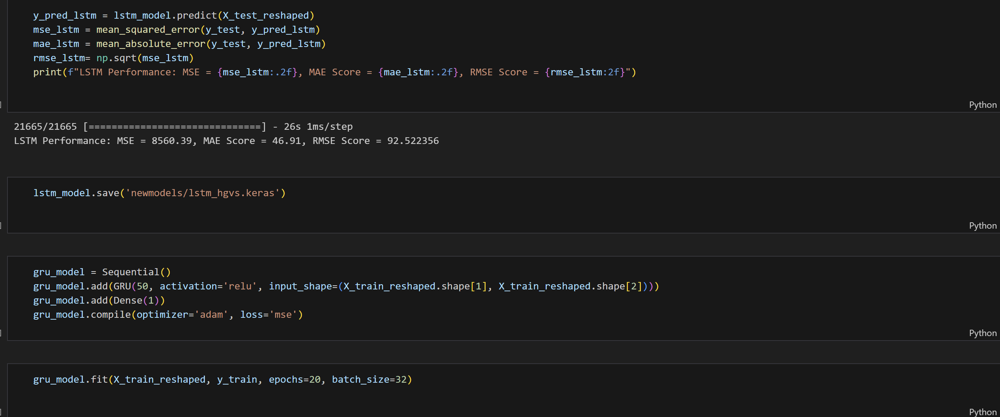 y_pred_lstm = lstm_model.predict(X_test_reshaped)
mse_lstm = mean_squared_error(y_test, y_pred_lstm)
mae_lstm = mean_absolute_error(y_test, y_pred_lstm)
rmse_lstm= np.sqrt(mse_lstm)
print(f"LSTM Performance: MSE = {mse_lstm:.2f}, MAE Score = {mae_lstm:.2f}, RMSE Score = {rmse_lstm:2f}")
]
Python
21665/21665 [==============================] - 26s 1ms/step
LSTM Performance: MSE = 8560.39, MAE Score = 46.91, RMSE Score = 92.522356
lstm_model.save('newmodels/lstm_hgvs.keras')
]
Python
gru_model = Sequential()
gru_model.add(GRU(50, activation='relu', input_shape=(X_train_reshaped.shape[1], X_train_reshaped.shape[2])))
gru_model.add(Dense(1))
gru_model.compile(optimizer='adam', loss='mse')
]
Python
gru_model.fit(X_train_reshaped, y_train, epochs=20, batch_size=32)
]
Python